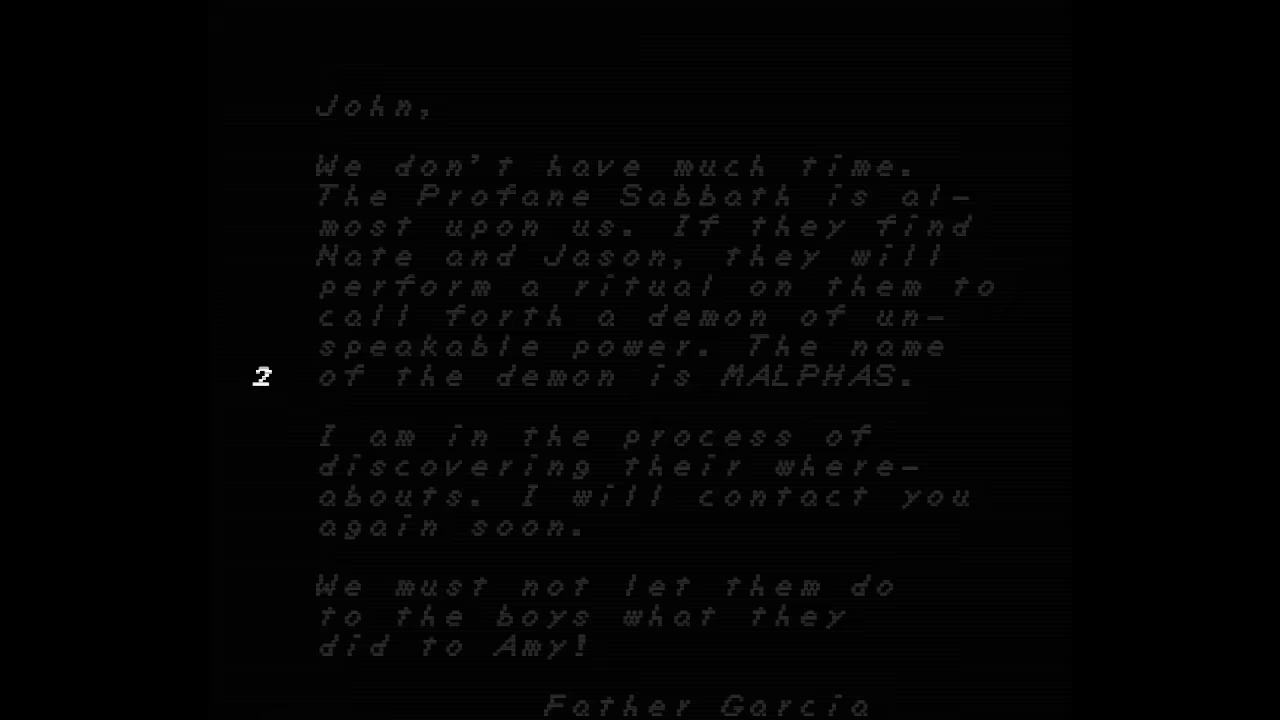 John,
We don't have much time.
The Profane Sabbath is al-
most upon us. If they find
Nate and Jason, they will
perform a ritual on them to
call forth a demon of un-
speakable power. The name
2 of the demon is MALPHAS.
I am in the process of
discovering their where-
abouts. I will contact you
again soon.
We must not let them do
to the boys what they
did to Amy!
Father Garcia